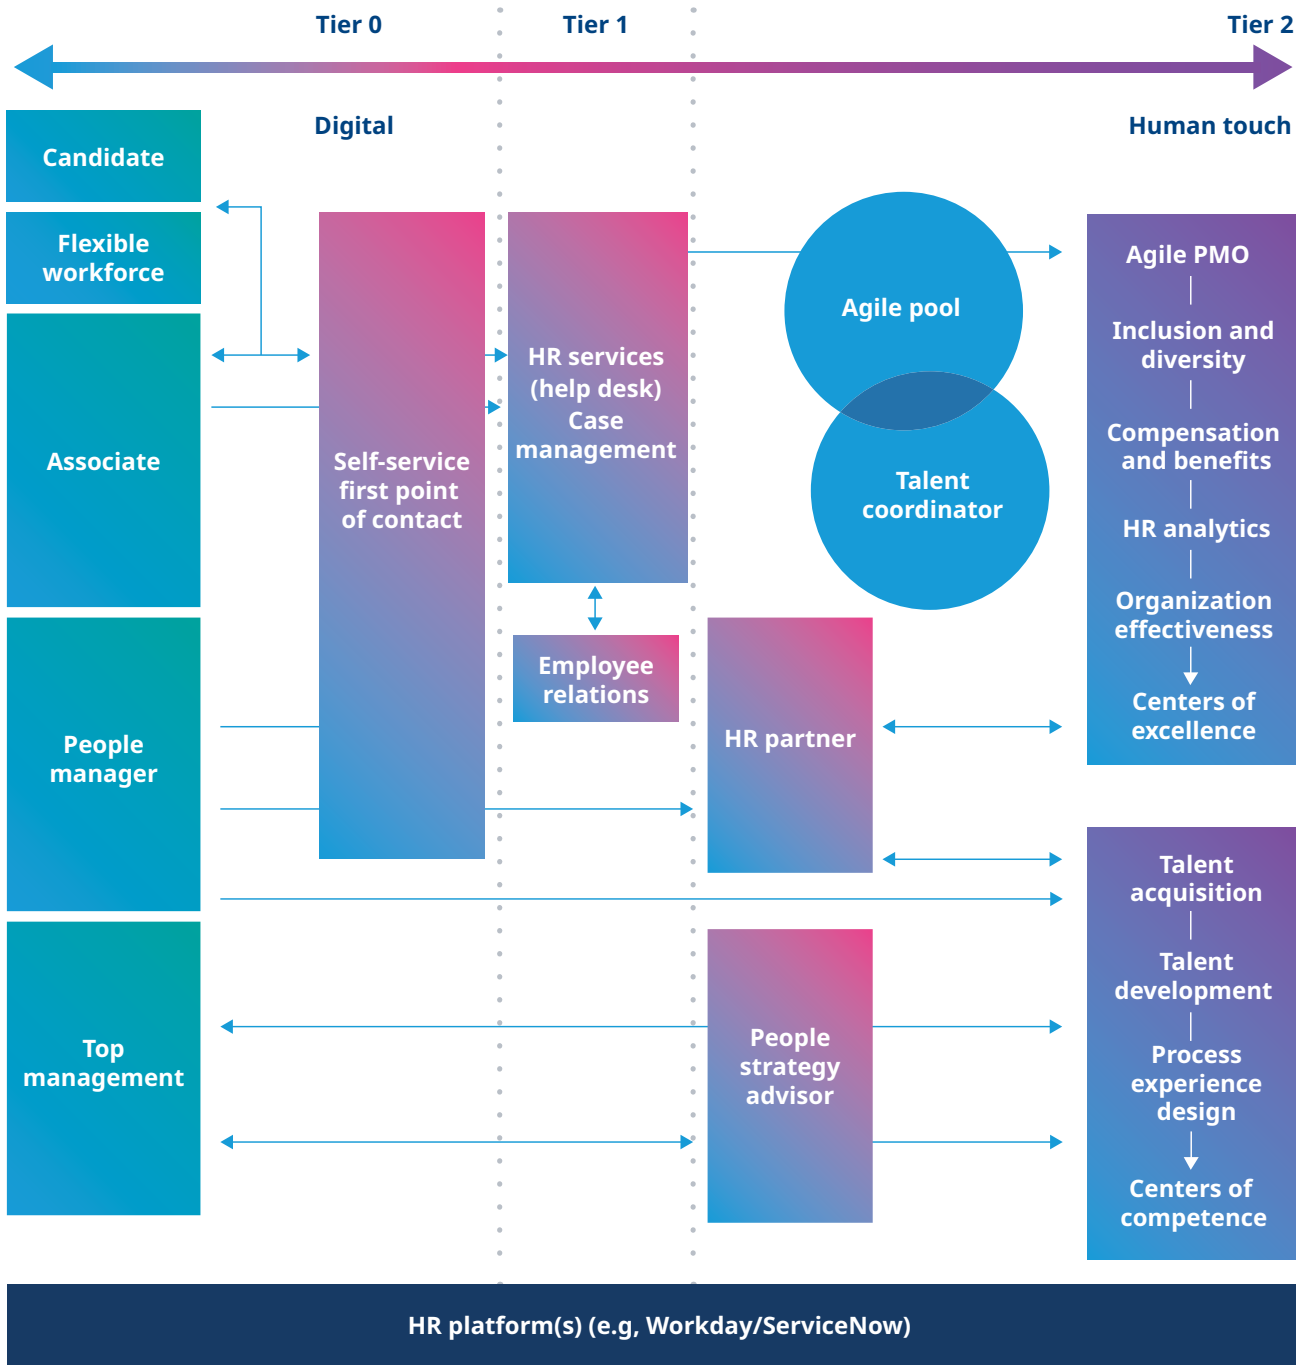 Tier 0
Tier 1
Tier 2
Digital
Human touch
Candidate
Flexible
workforce
Associate
People
manager
Top
management
Self-service
first point
of contact
HR services
(help desk)
Case
management
Employee
relations
Agile pool
Talent
coordinator
HR partner
People
strategy
advisor
Agile PMO
Inclusion and
diversity
Compensation
and benefits
HR analytics
Organization
effectiveness
Centers of
excellence
Talent
acquisition
Talent
development
Process
experience
design
Centers of
competence
HR platform(s) (e.g, Workday/ServiceNow)